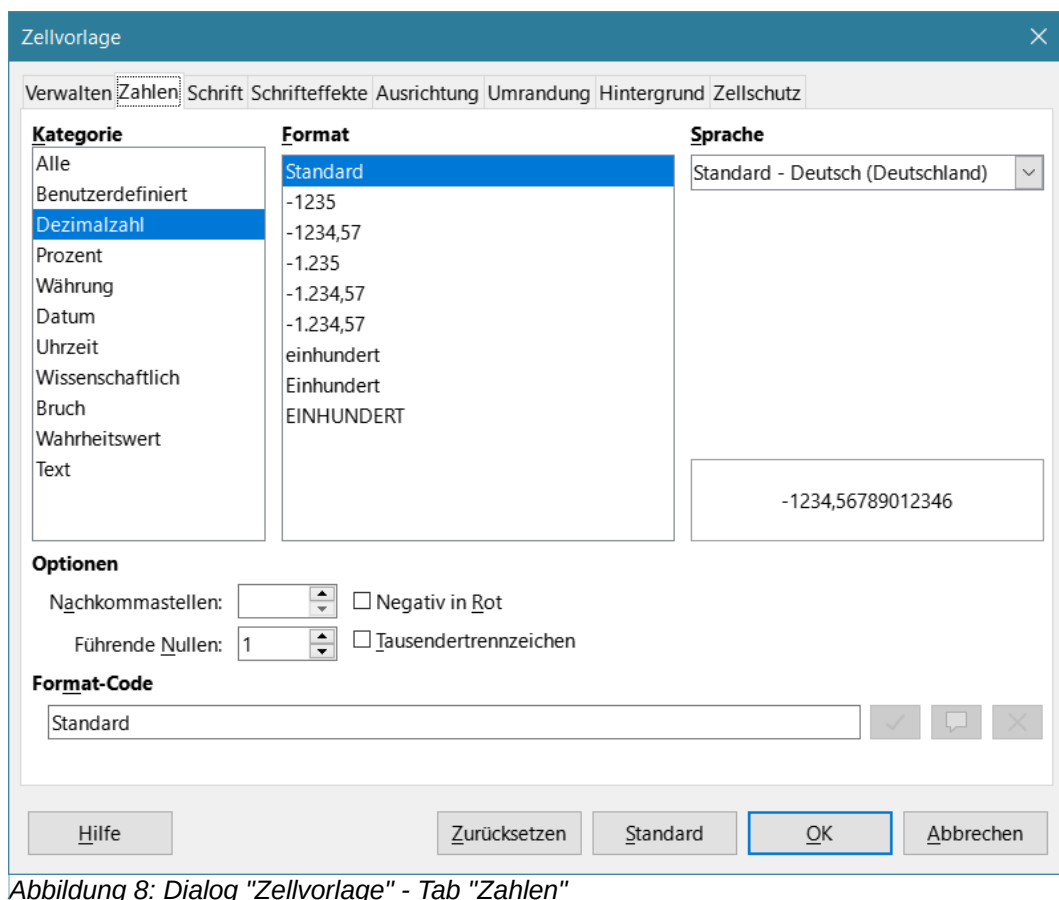 Zellvorlage
Verwalten Zahlen Schrift Schrifteffekte Ausrichtung Umrandung Hintergrund Zellschutz
Kategorie
Alle
Benutzerdefiniert
Dezimalzahl
Prozent
Währung
Datum
Uhrzeit
Wissenschaftlich
Bruch
Wahrheitswert
Text
Format
Standard
-1235
-1234,57
-1.235
-1.234,57
-1.234,57
einhundert
Einhundert
EINHUNDERT
Sprache
Standard - Deutsch (Deutschland)
-1234,56789012346
Optionen
Nachkommastellen:
Negativ in Rot
Führende Nullen: 1
Tausendertrennzeichen
Format-Code
Standard
Hilfe Zurücksetzen Standard OK Abbrechen
Abbildung 8: Dialog "Zellvorlage" - Tab "Zahlen"